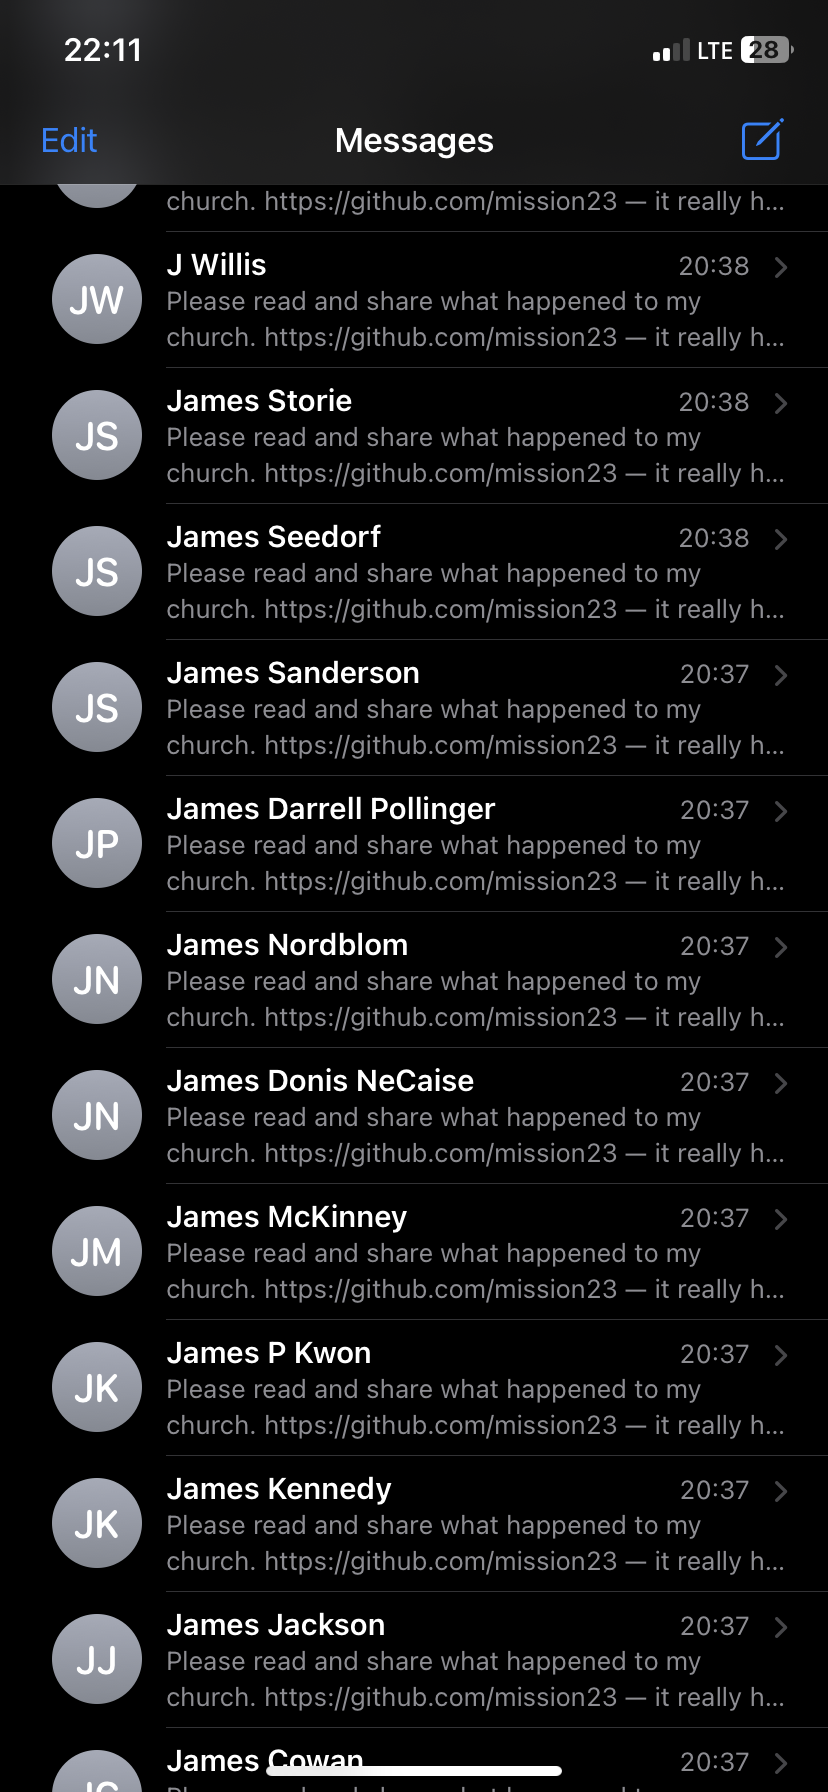 22:11
LTE 28
Edit
Messages
church. https://github.com/mission23 — it really h...
JW
J Willis
20:38
Please read and share what happened to my
church. https://github.com/mission23 — it really h...
JS
James Storie
20:38
Please read and share what happened to my
church. https://github.com/mission23 — it really h...
JS
James Seedorf
20:38
Please read and share what happened to my
church. https://github.com/mission23 — it really h...
JS
James Sanderson
20:37
Please read and share what happened to my
church. https://github.com/mission23 — it really h...
JP
James Darrell Pollinger
20:37
Please read and share what happened to my
church. https://github.com/mission23 — it really h...
JN
James Nordblom
20:37
Please read and share what happened to my
church. https://github.com/mission23 — it really h...
JN
James Donis NeCaise
20:37
Please read and share what happened to my
church. https://github.com/mission23 — it really h...
JM
James McKinney
20:37
Please read and share what happened to my
church. https://github.com/mission23 — it really h...
JK
James P Kwon
20:37
Please read and share what happened to my
church. https://github.com/mission23 — it really h...
JK
James Kennedy
20:37
Please read and share what happened to my
church. https://github.com/mission23 — it really h...
JJ
James Jackson
20:37
Please read and share what happened to my
church. https://github.com/mission23 — it really h...
James Cowan
20:37